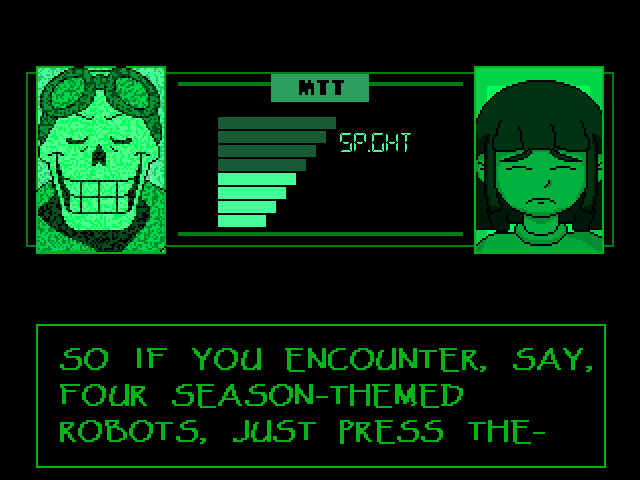 MTT
SP.GHT
SO IF YOU ENCOUNTER, SAY,
FOUR SEASON-THEMED
ROBOTS, JUST PRESS THE-